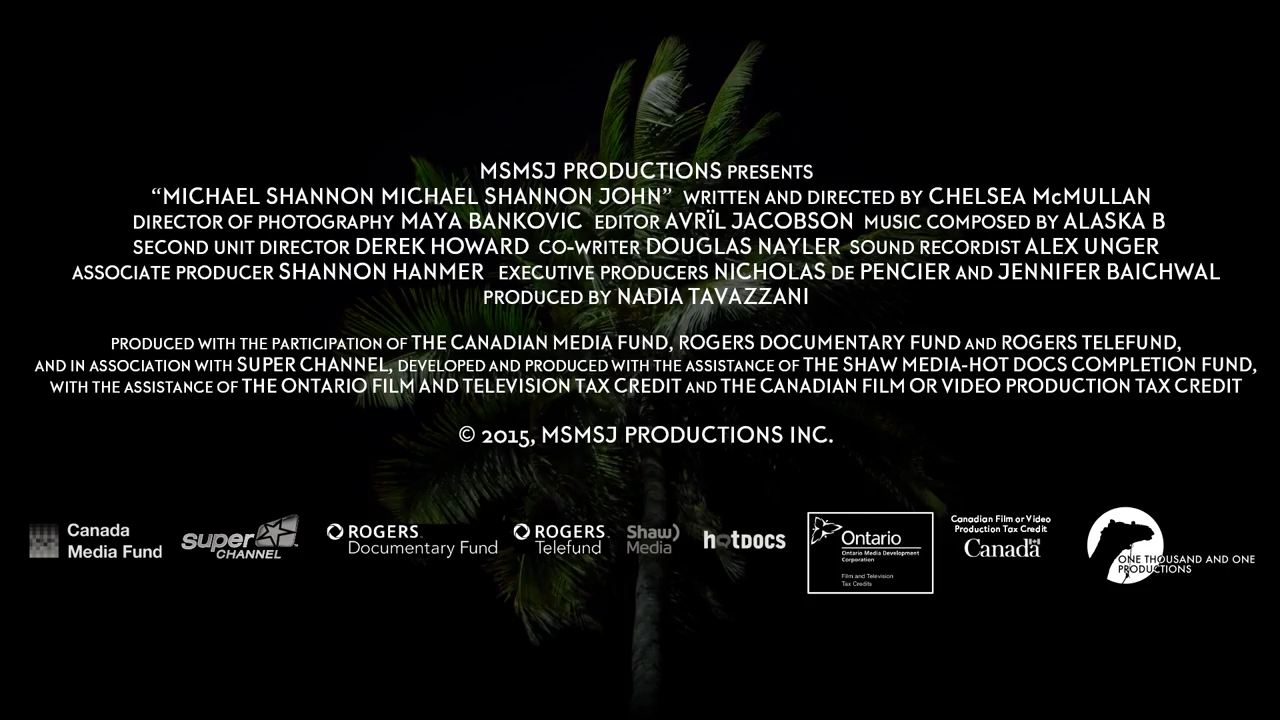 MSMSJ PRODUCTIONS PRESENTS
“MICHAEL SHANNON MICHAEL SHANNON JOHN” WRITTEN AND DIRECTED BY CHELSEA McMULLAN
DIRECTOR OF PHOTOGRAPHY MAYA BANKOVIC EDITOR AVRÏL JACOBSON MUSIC COMPOSED BY ALASKA B
SECOND UNIT DIRECTOR DEREK HOWARD CO-WRITER DOUGLAS NAYLER SOUND RECORDIST ALEX UNGER
ASSOCIATE PRODUCER SHANNON HANMER EXECUTIVE PRODUCERS NICHOLAS DE PENCIER AND JENNIFER BAICHWAL
PRODUCED BY NADIA TAVAZZANI
PRODUCED WITH THE PARTICIPATION OF THE CANADIAN MEDIA FUND, ROGERS DOCUMENTARY FUND AND ROGERS TELEFUND,
AND IN ASSOCIATION WITH SUPER CHANNEL, DEVELOPED AND PRODUCED WITH THE ASSISTANCE OF THE SHAW MEDIA-HOT DOCS COMPLETION FUND,
WITH THE ASSISTANCE OF THE ONTARIO FILM AND TELEVISION TAX CREDIT AND THE CANADIAN FILM OR VIDEO PRODUCTION TAX CREDIT
© 2015, MSMSJ PRODUCTIONS INC.
Canada
Media Fund
super
CHANNEL
ROGERS
Documentary Fund
ROGERS
Telefund
Shaw)
Media
hotDOCS
Ontario
Ontario Media Development
Corporation
Film and Television
Tax Credits
Canadian Film or Video
Production Tax Credit
Canada
ONE THOUSAND AND ONE
PRODUCTIONS